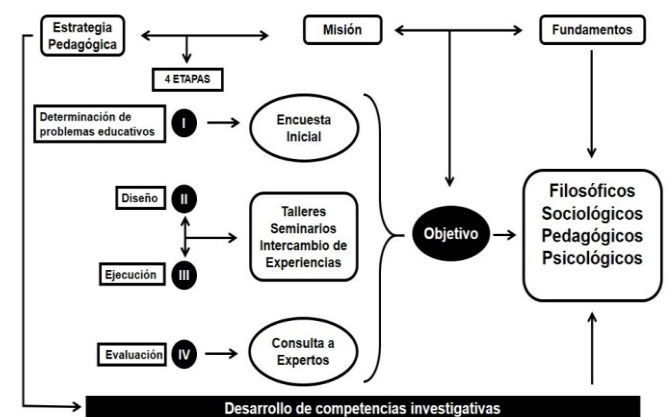 Estrategia
Pedagógica
Misión
Fundamentos
4 ETAPAS
Determinación de
problemas educativos
I
Encuesta
Inicial
Diseño
II
Talleres
Seminarios
Intercambio de
Experiencias
Ejecución
III
Objetivo
Filosóficos
Sociológicos
Pedagógicos
Psicológicos
Evaluación
IV
Consulta a
Expertos
Desarrollo de competencias investigativas